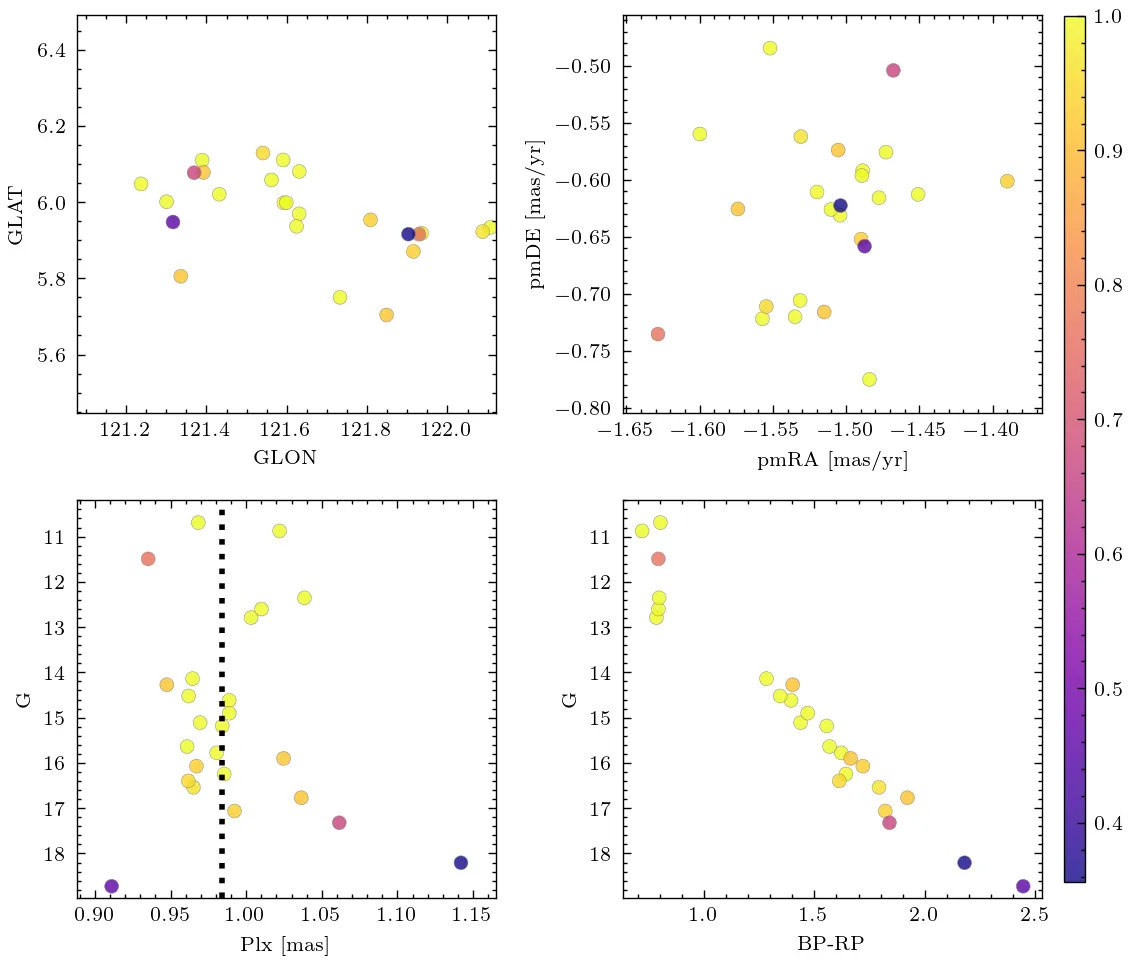 6.4
6.2
6.0
5.8
5.6
GLAT
121.2 121.4 121.6 121.8 122.0
GLON
−0.50
−0.55
−0.60
−0.65
−0.70
−0.75
−0.80
pmDE [mas/yr]
−1.65 −1.60 −1.55 −1.50 −1.45 −1.40
pmRA [mas/yr]
1.0
0.9
0.8
0.7
0.6
0.5
0.4
11
12
13
14
15
16
17
18
G
0.90 0.95 1.00 1.05 1.10 1.15
Plx [mas]
11
12
13
14
15
16
17
18
G
1.0 1.5 2.0 2.5
BP-RP